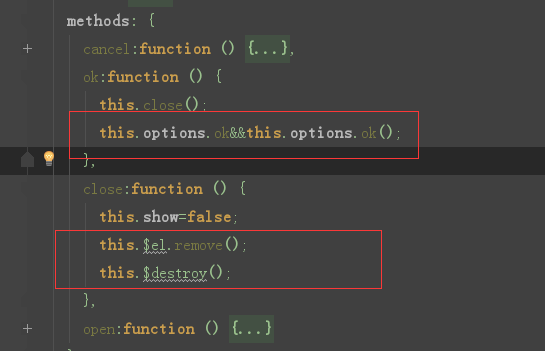 methods: {
cancel:function () {...},
ok:function () {
this.close();
this.options.ok&&this.options.ok();
},
close:function () {
this.show=false;
this.$el.remove();
this.$destroy();
},
open:function () {...}